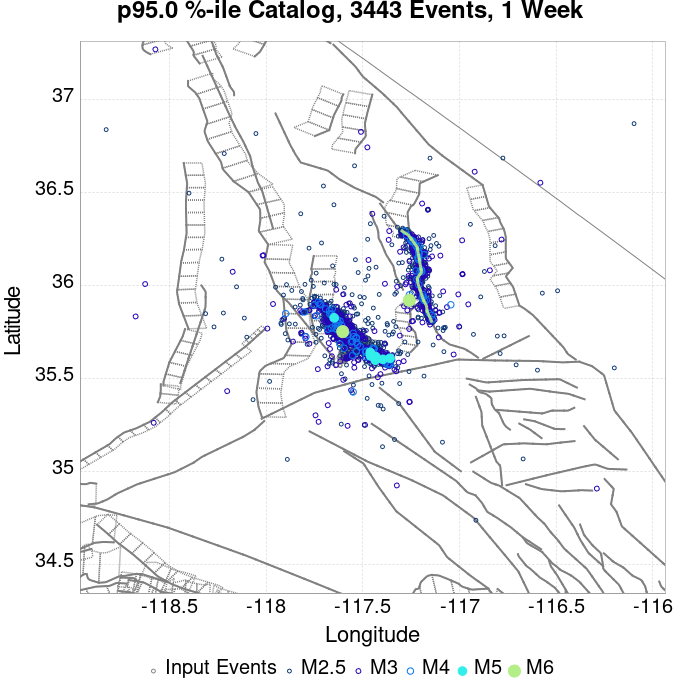 p95.0 %-ile Catalog, 3443 Events, 1 Week
37
36.5
36
35.5
35
34.5
Latitude
-118.5 -118 -117.5 -117 -116.5 -116
Longitude
Input Events M2.5 M3 M4 M5 M6